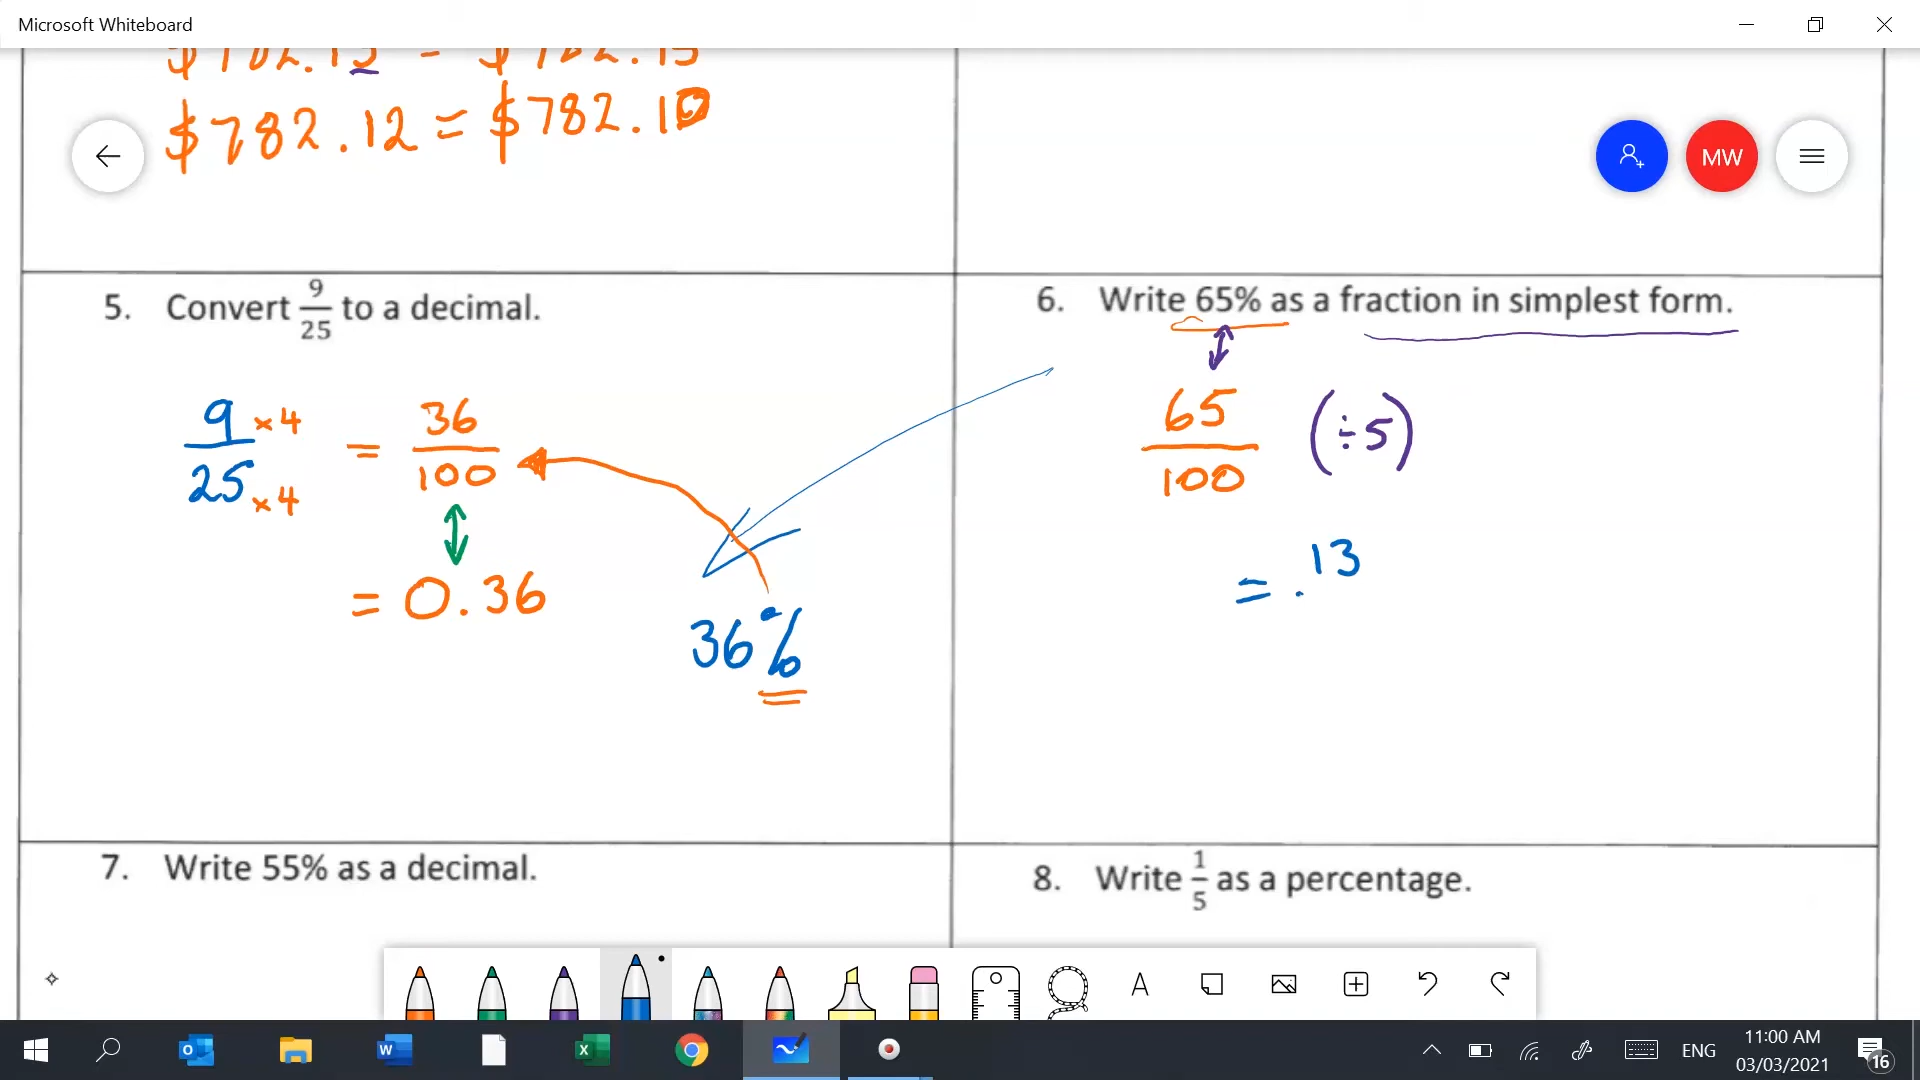 Microsoft Whiteboard
$782.12 = $782.10
MW
5. Convert 9/25 to a decimal.
9 ×4
25 ×4
= 36/100
= 0.36
36%
6. Write 65% as a fraction in simplest form.
65/100 (÷5)
= 13
7. Write 55% as a decimal.
8. Write 1/5 as a percentage.
A
ENG
11:00 AM
03/03/2021
16